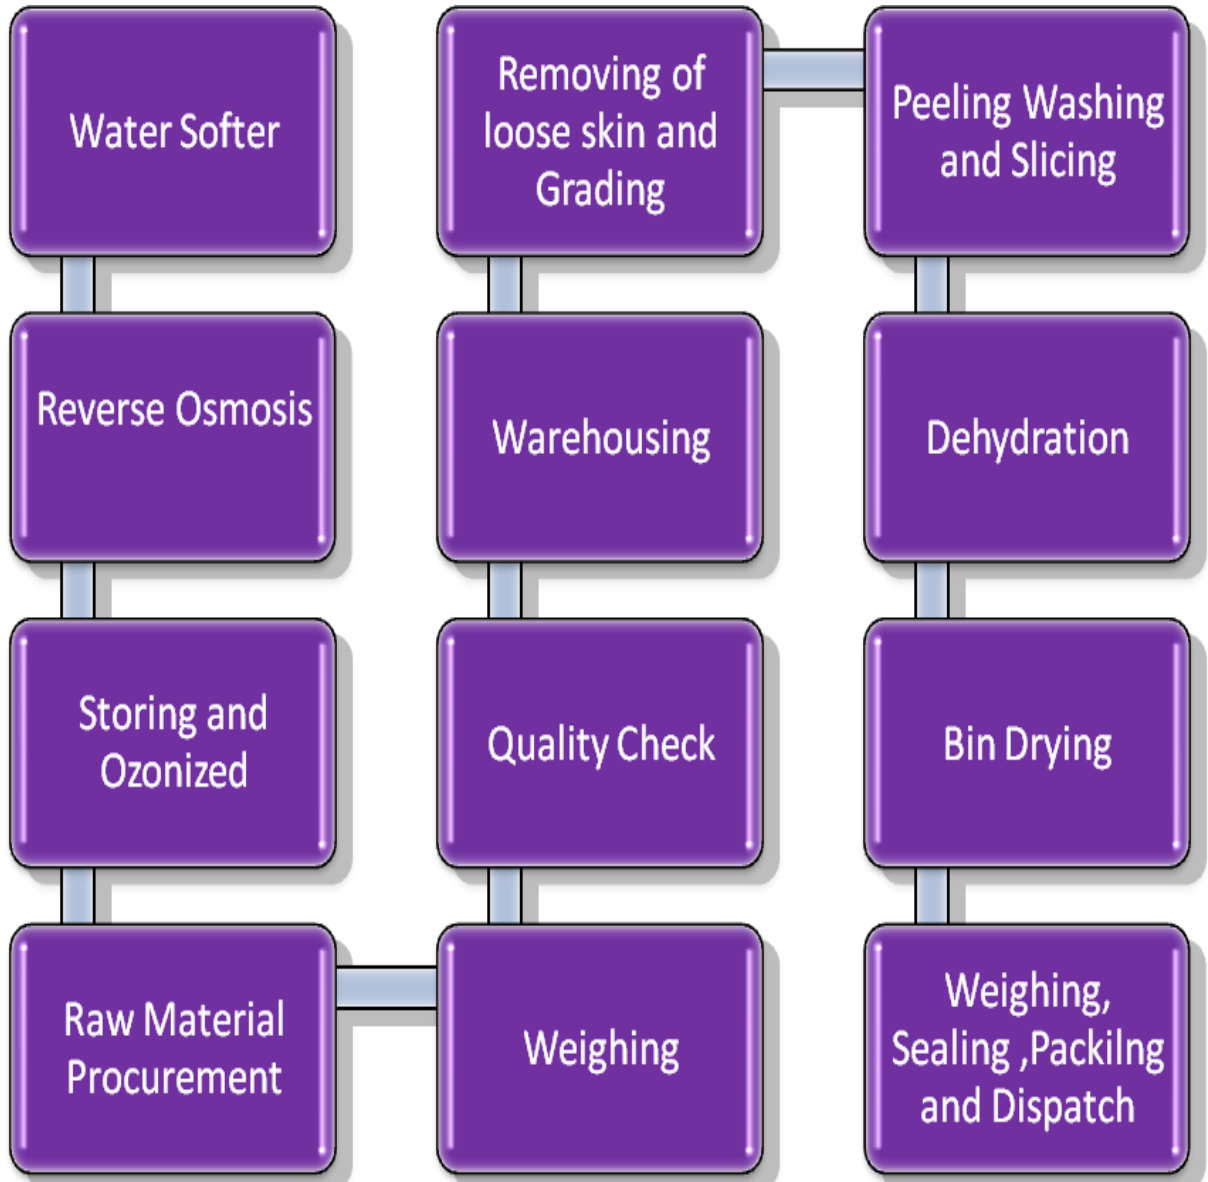 Water Softer
Reverse Osmosis
Storing and
Ozonized
Raw Material
Procurement
Weighing
Quality Check
Warehousing
Removing of
loose skin and
Grading
Peeling Washing
and Slicing
Dehydration
Bin Drying
Weighing,
Sealing ,Packilng
and Dispatch